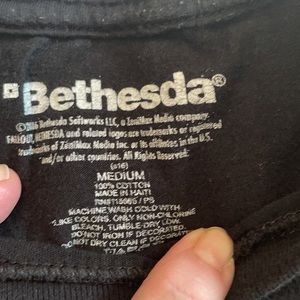 Bethesda®
©2016 Bethesda Softworks LLC, a ZeniMax Media company.
FALLOUT, BETHESDA and related logos are trademarks or registered
trademarks of ZeniMax Media Inc. or its affiliates in the U.S.
and/or other countries. All Rights Reserved.
(s16)
MEDIUM
100% COTTON
MADE IN HAITI
MACHINE WASH COLD WITH
LIKE COLORS. ONLY NON-CHLORINE
BLEACH. TUMBLE DRY LOW.
DO NOT IRON IF DECORATED.
DO NOT DRY CLEAN IF DECORATED